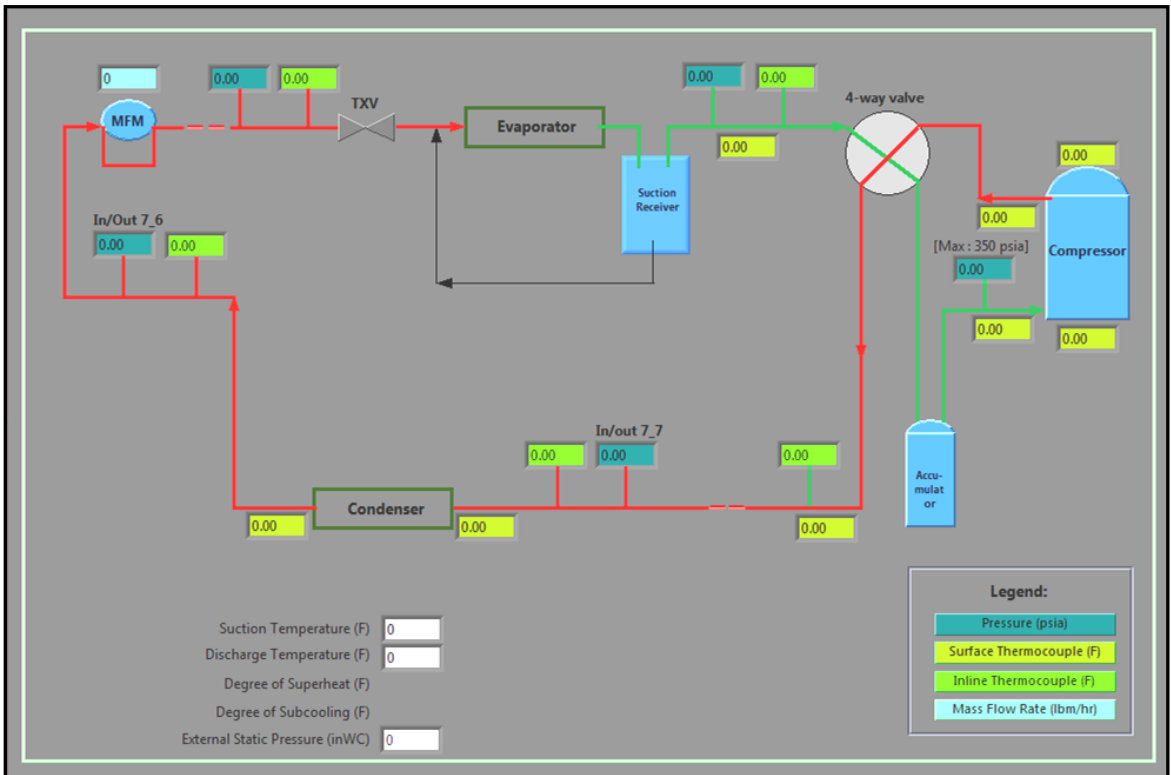 0
0.00
0.00
MFM
TXV
0.00
0.00
0.00
Evaporator
Suction
Receiver
4-way valve
0.00
0.00
Compressor
[Max : 350 psia]
0.00
0.00
0.00
In/Out 7_6
0.00
0.00
In/out 7_7
0.00
0.00
0.00
Condenser
0.00
0.00
0.00
Accu-
mulat
or
Suction Temperature (F)
0
Discharge Temperature (F)
0
Degree of Superheat (F)
Degree of Subcooling (F)
External Static Pressure (inWC)
0
Legend:
Pressure (psia)
Surface Thermocouple (F)
Inline Thermocouple (F)
Mass Flow Rate (lbm/hr)